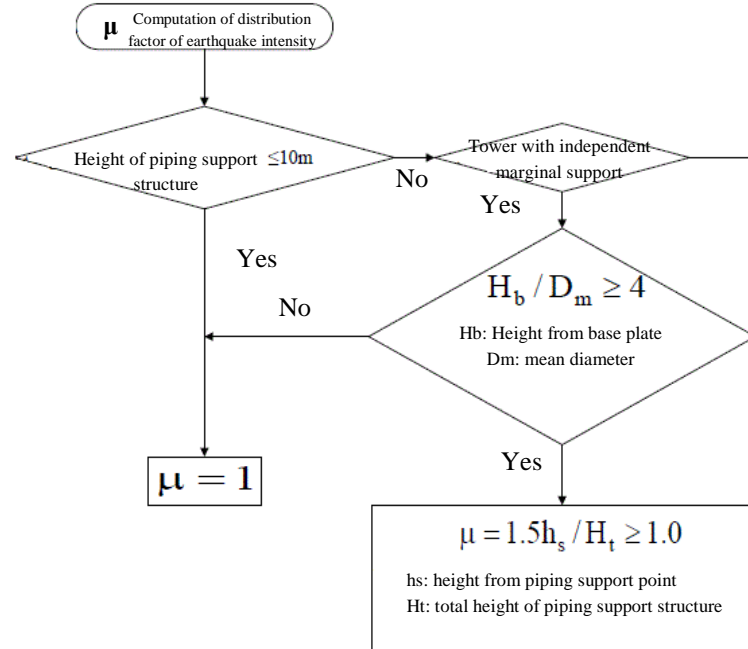 μ Computation of distribution
factor of earthquake intensity
Height of piping support ≤10m
structure
No
Tower with independent
marginal support
Yes
Yes
H_b / D_m ≥ 4
Hb: Height from base plate
Dm: mean diameter
No
Yes
μ = 1
μ = 1.5h_s / H_t ≥ 1.0
hs: height from piping support point
Ht: total height of piping support structure